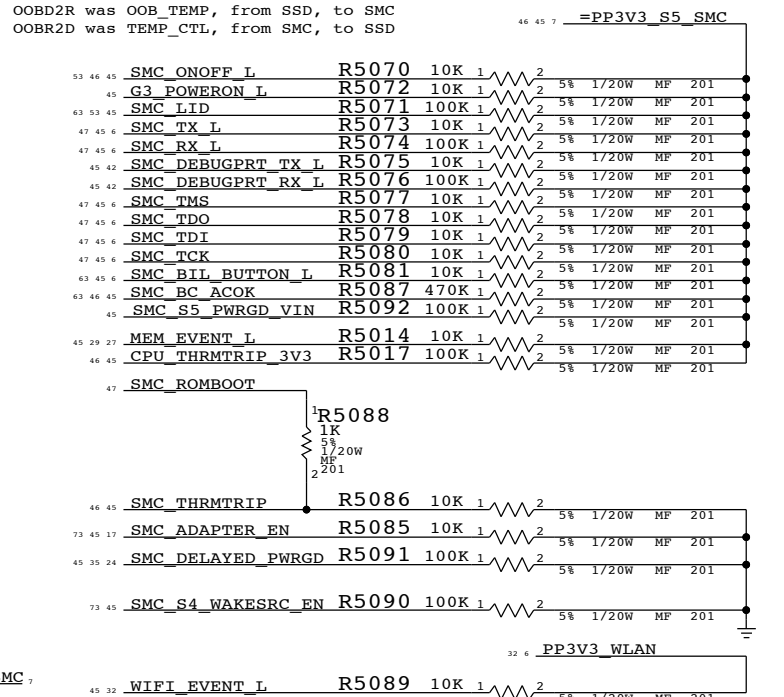 OOBD2R was OOB_TEMP, from SSD, to SMC
OOBR2D was TEMP_CTL, from SMC, to SSD
46 45 7 =PP3V3_S5_SMC
53 46 45 SMC_ONOFF_L R5070 10K 1 2 5% 1/20W MF 201
45 G3_POWERON_L R5072 10K 1 2 5% 1/20W MF 201
63 53 45 SMC_LID R5071 100K 1 2 5% 1/20W MF 201
47 45 6 SMC_TX_L R5073 10K 1 2 5% 1/20W MF 201
47 45 6 SMC_RX_L R5074 100K 1 2 5% 1/20W MF 201
45 42 SMC_DEBUGPRT_TX_L R5075 10K 1 2 5% 1/20W MF 201
45 42 SMC_DEBUGPRT_RX_L R5076 100K 1 2 5% 1/20W MF 201
47 45 6 SMC_TMS R5077 10K 1 2 5% 1/20W MF 201
47 45 6 SMC_TDO R5078 10K 1 2 5% 1/20W MF 201
47 45 6 SMC_TDI R5079 10K 1 2 5% 1/20W MF 201
47 45 6 SMC_TCK R5080 10K 1 2 5% 1/20W MF 201
63 45 6 SMC_BIL_BUTTON_L R5081 10K 1 2 5% 1/20W MF 201
63 46 45 SMC_BC_ACOK R5087 470K 1 2 5% 1/20W MF 201
45 SMC_S5_PWRGD_VIN R5092 100K 1 2 5% 1/20W MF 201
45 29 27 MEM_EVENT_L R5014 10K 1 2 5% 1/20W MF 201
46 45 CPU_THRMTRIP_3V3 R5017 100K 1 2 5% 1/20W MF 201
47 SMC_ROMBOOT
1 R5088
1K
5%
1/20W
MF
2 201
46 45 SMC_THRMTRIP R5086 10K 1 2 5% 1/20W MF 201
73 45 17 SMC_ADAPTER_EN R5085 10K 1 2 5% 1/20W MF 201
45 35 24 SMC_DELAYED_PWRGD R5091 100K 1 2 5% 1/20W MF 201
73 45 SMC_S4_WAKESRC_EN R5090 100K 1 2 5% 1/20W MF 201
32 6 PP3V3_WLAN
MC 7
45 32 WIFI_EVENT_L R5089 10K 1 2 5% 1/20W MF 201